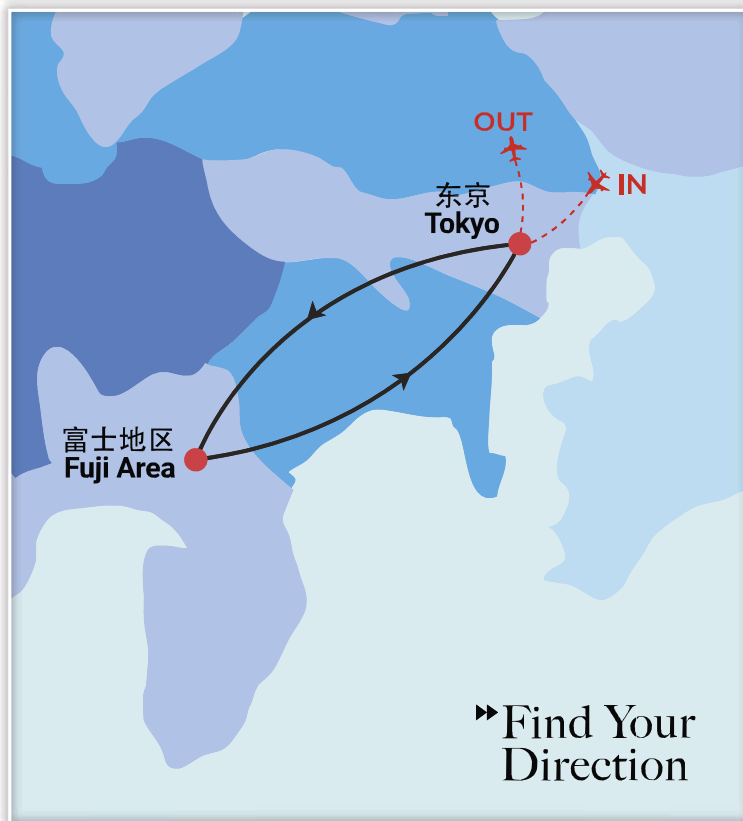 OUT
IN
东京
Tokyo
富士地区
Fuji Area
Find Your
Direction